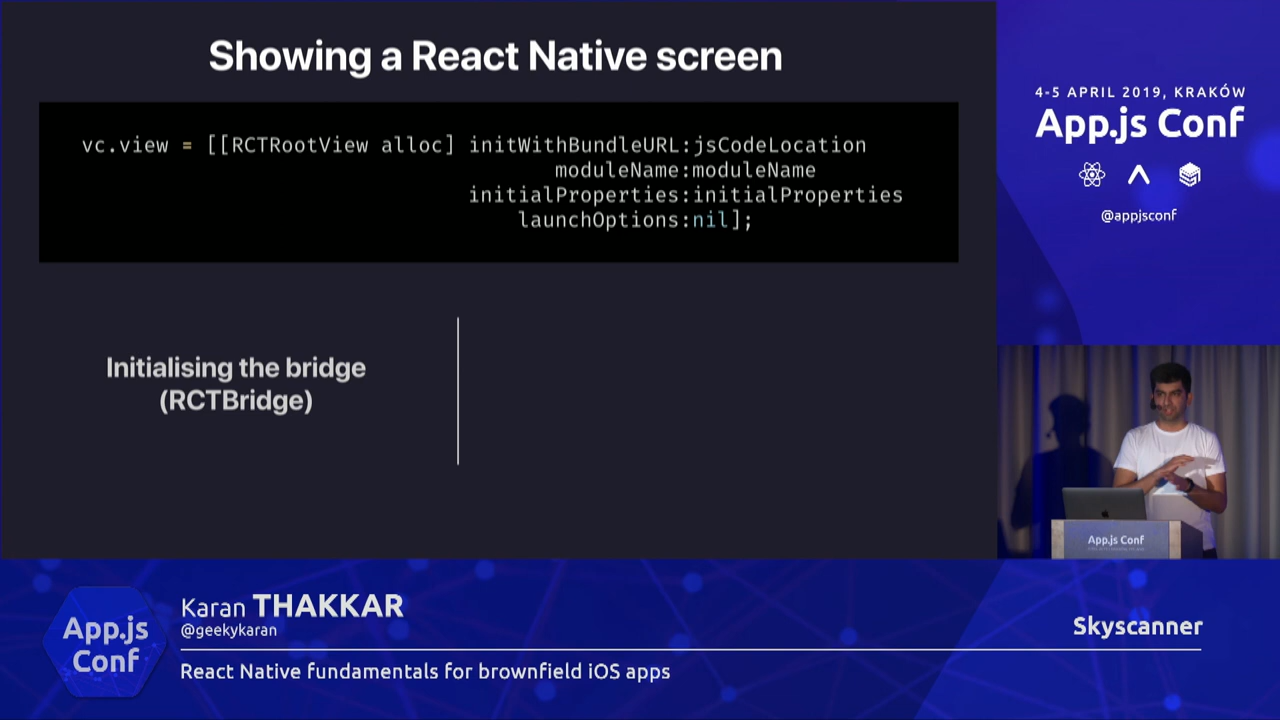 Showing a React Native screen
vc.view = [[RCTRootView alloc] initWithBundleURL:jsCodeLocation
moduleName:moduleName
initialProperties:initialProperties
launchOptions:nil];
Initialising the bridge
(RCTBridge)
4-5 APRIL 2019, KRAKÓW
App.js Conf
@appjsconf
App.js Conf
App.js
Conf
Karan THAKKAR
@geekykaran
Skyscanner
React Native fundamentals for brownfield iOS apps